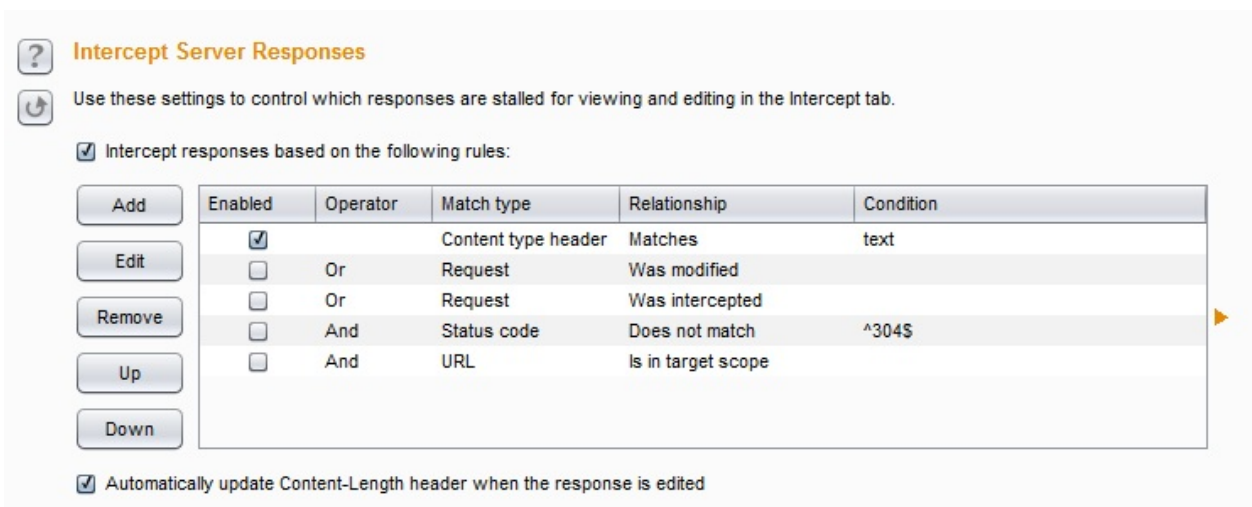 Intercept Server Responses
Use these settings to control which responses are stalled for viewing and editing in the Intercept tab.
Intercept responses based on the following rules:
Add
Edit
Remove
Up
Down
Enabled Operator Match type Relationship Condition
Content type header Matches text
Or Request Was modified
Or Request Was intercepted
And Status code Does not match ^304$
And URL Is in target scope
Automatically update Content-Length header when the response is edited